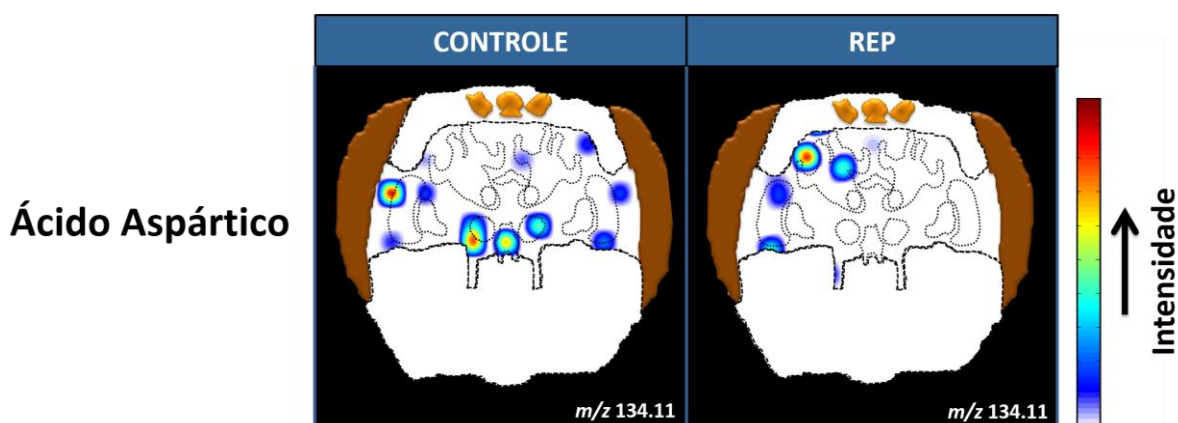 CONTROLE
REP
Ácido Aspártico
Intensidade
m/z 134.11
m/z 134.11